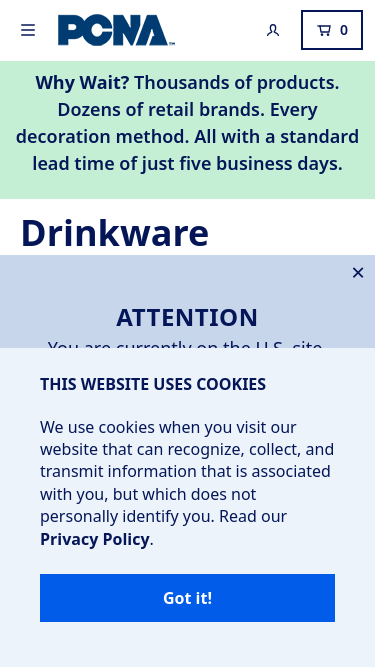 PCNA
0
Why Wait? Thousands of products.
Dozens of retail brands. Every
decoration method. All with a standard
lead time of just five business days.
Drinkware
ATTENTION
You are currently on the U.S. site
THIS WEBSITE USES COOKIES
We use cookies when you visit our
website that can recognize, collect, and
transmit information that is associated
with you, but which does not
personally identify you. Read our
Privacy Policy.
Got it!